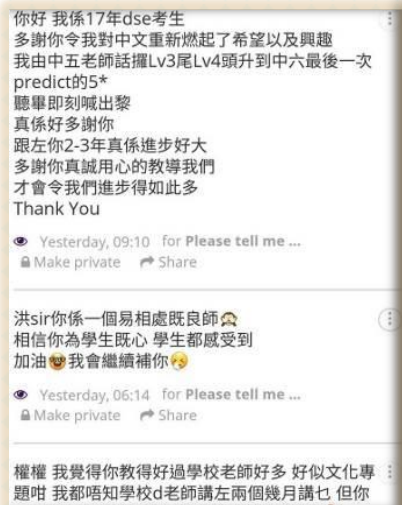 你好 我係17年dse考生
多謝你令我對中文重新燃起了希望以及興趣
我由中五老師話攞Lv3尾Lv4頭升到中六最後一次
predict的5*
聽畢即刻喊出黎
真係好多謝你
跟左你2-3年真係進步好大
多謝你真誠用心的教導我們
才會令我們進步得如此多
Thank You
Yesterday, 09:10 for Please tell me ...
Make private Share
洪sir你係一個易相處既良師
相信你為學生既心 學生都感受到
加油🤓我會繼續補你
Yesterday, 06:14 for Please tell me ...
Make private Share
權權 我覺得你教得好過學校老師好多 好似文化專
題咁 我都唔知學校d老師講左兩個幾月講乜 但你